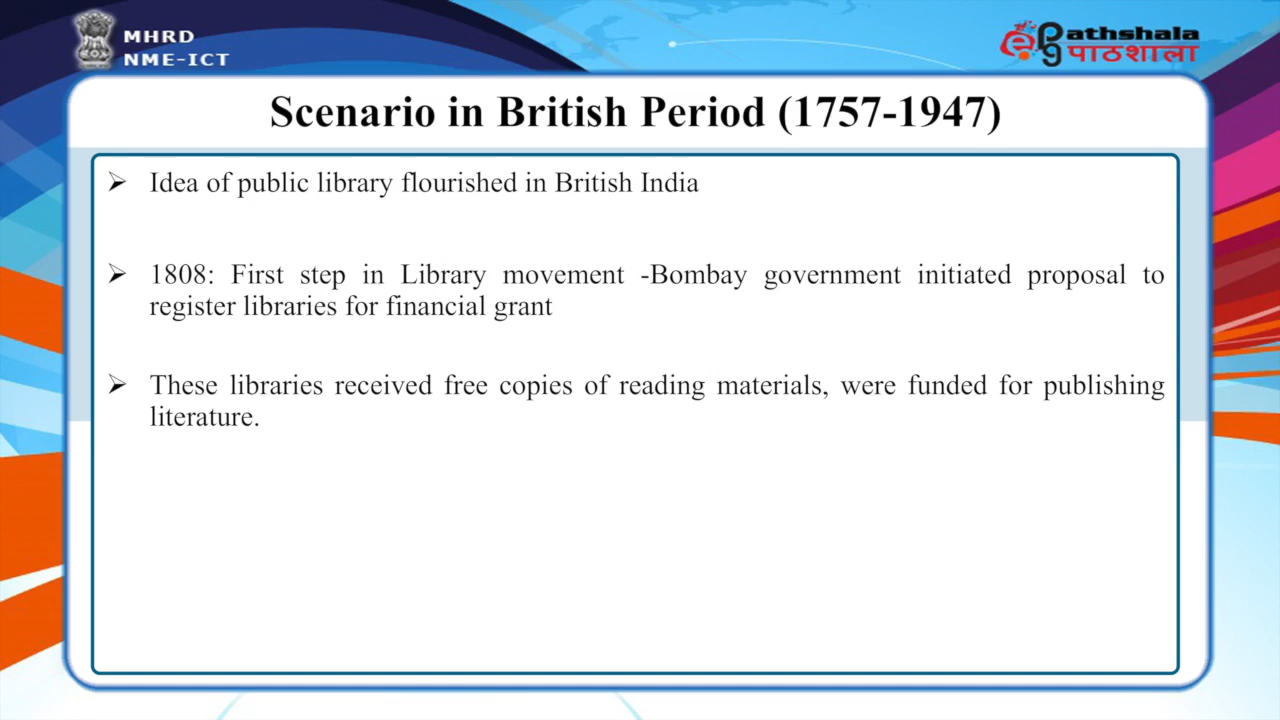 MHRD
NME-ICT
ePathshala
पाठशाला
Scenario in British Period (1757-1947)
➢ Idea of public library flourished in British India
➢ 1808: First step in Library movement -Bombay government initiated proposal to
register libraries for financial grant
➢ These libraries received free copies of reading materials, were funded for publishing
literature.